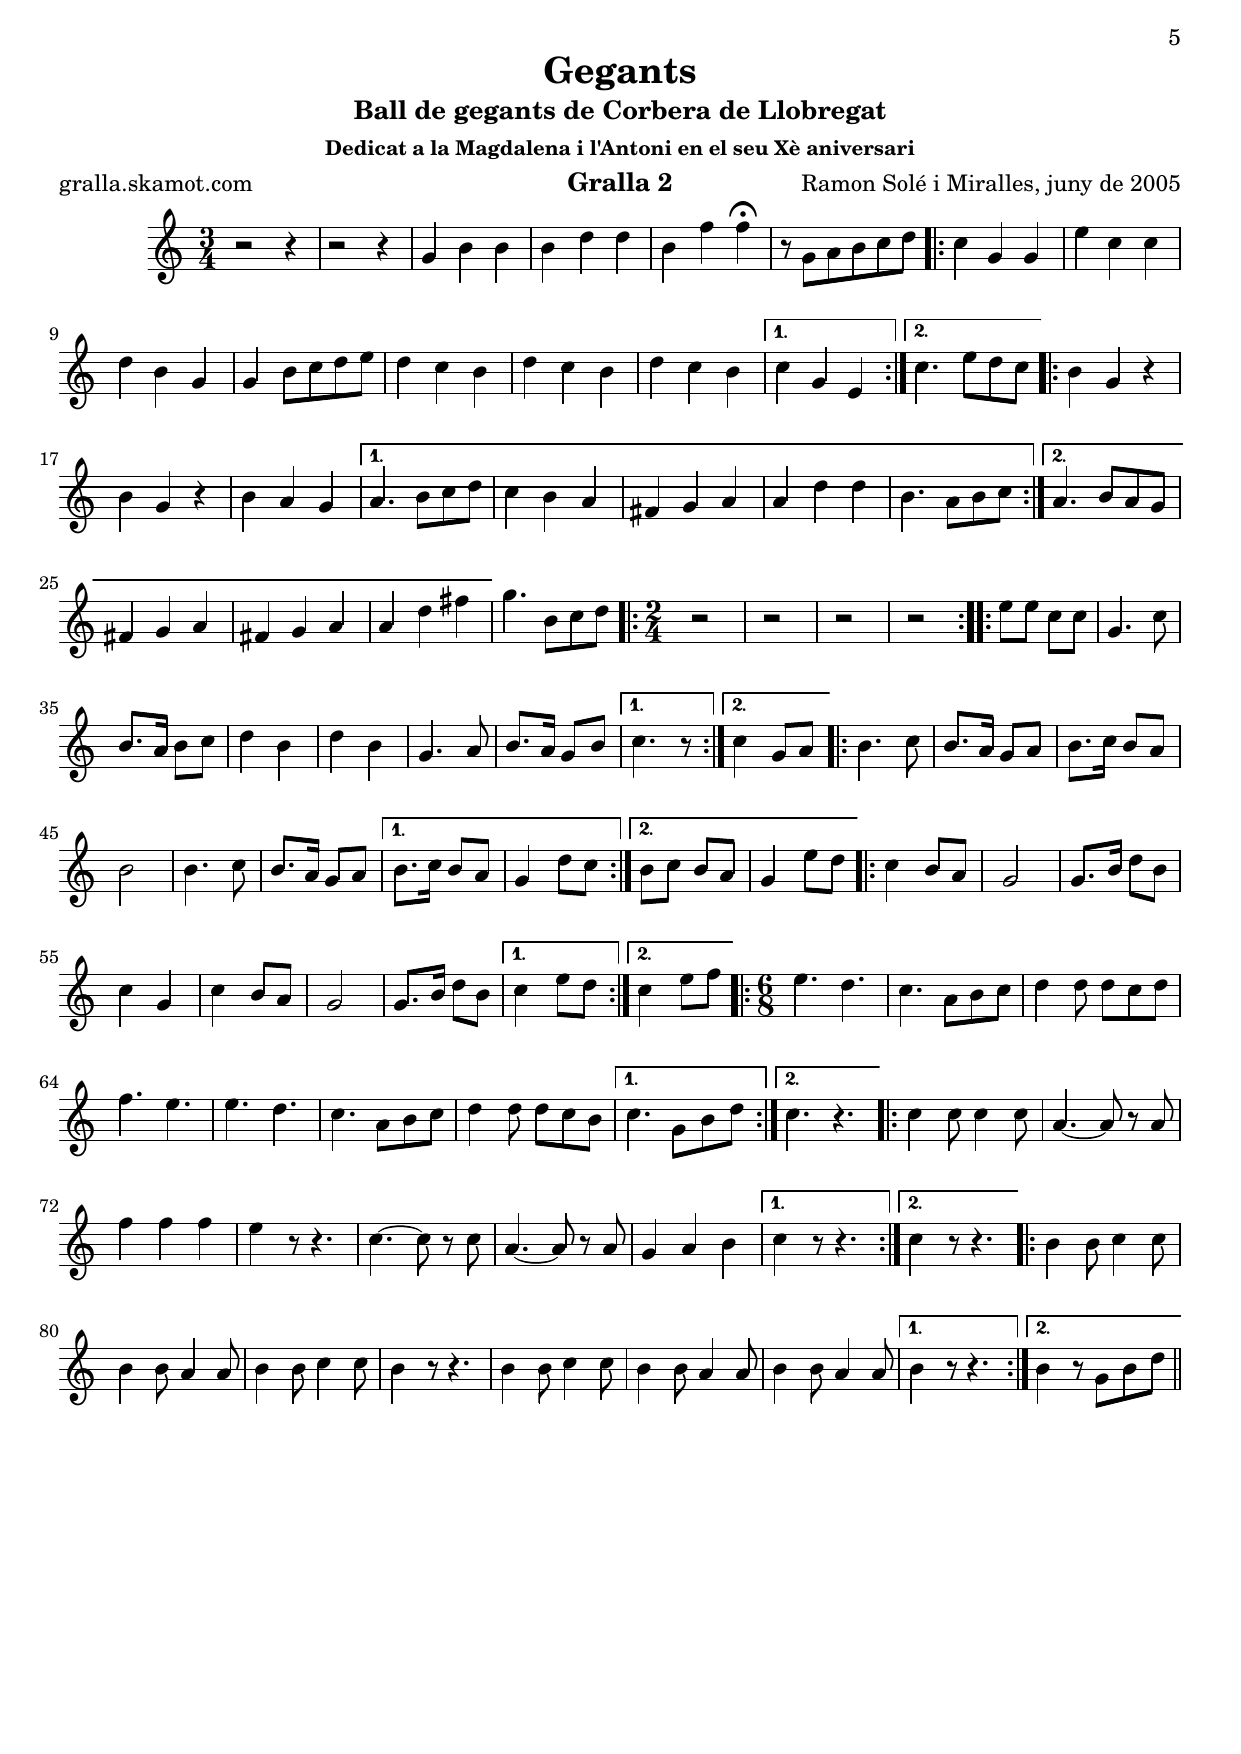 5
Gegants
Ball de gegants de Corbera de Llobregat
Dedicat a la Magdalena i l'Antoni en el seu Xè aniversari
gralla.skamot.com Gralla 2 Ramon Solé i Miralles, juny de 2005
3
4
9 1. 2.
17 1. 2.
25 2
4
35 1. 2.
45 1. 2.
55 1. 2. 6
8
64 1. 2.
72 1. 2.
80 1. 2.